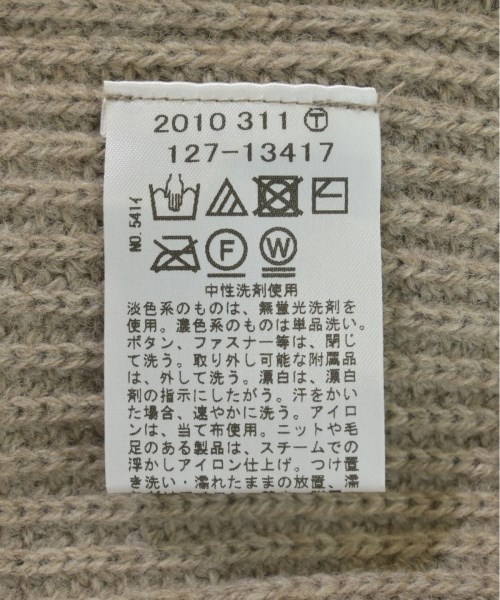 2010 311 Ⓣ
127-13417
NO.5414
F W
中性洗剤使用
淡色系のものは、無蛍光洗剤を
使用。濃色系のものは単品洗い。
ボタン、ファスナー等は、閉じ
て洗う。取り外し可能な附属品
は、外して洗う。漂白は、漂白
剤の指示にしたがう。汗をかい
た場合、速やかに洗う。アイロ
ンは、当て布使用。ニットや毛
足のある製品は、スチームでの
浮かしアイロン仕上げ。つけ置
き洗い・濡れたままの放置、濡